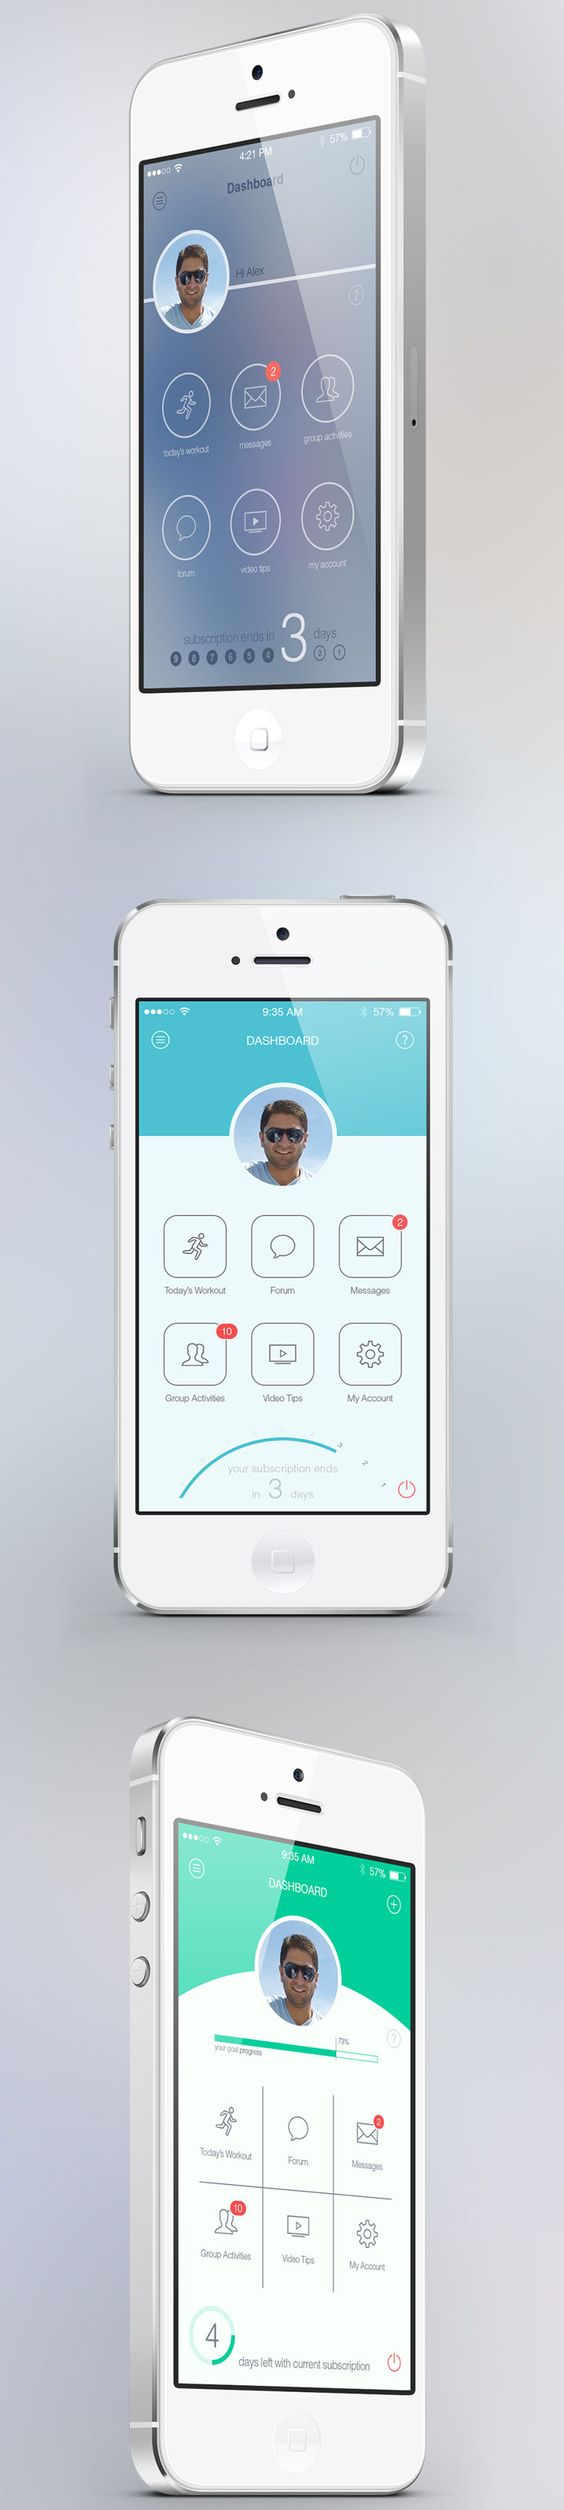 4:21 PM
57%
Dashboard
Hi Alex
?
2
today's workout
messages
group activities
forum
video tips
my account
subscription ends in 3 days
9 8 7 6 5 4 2 1
9:35 AM
57%
DASHBOARD
?
2
Today's Workout
Forum
Messages
10
Group Activities
Video Tips
My Account
3
2
1
your subscription ends
in 3 days
9:35 AM
57%
DASHBOARD
73%
your goal progress
?
2
Today's Workout
Forum
Messages
10
Group Activities
Video Tips
My Account
4
days left with current subscription